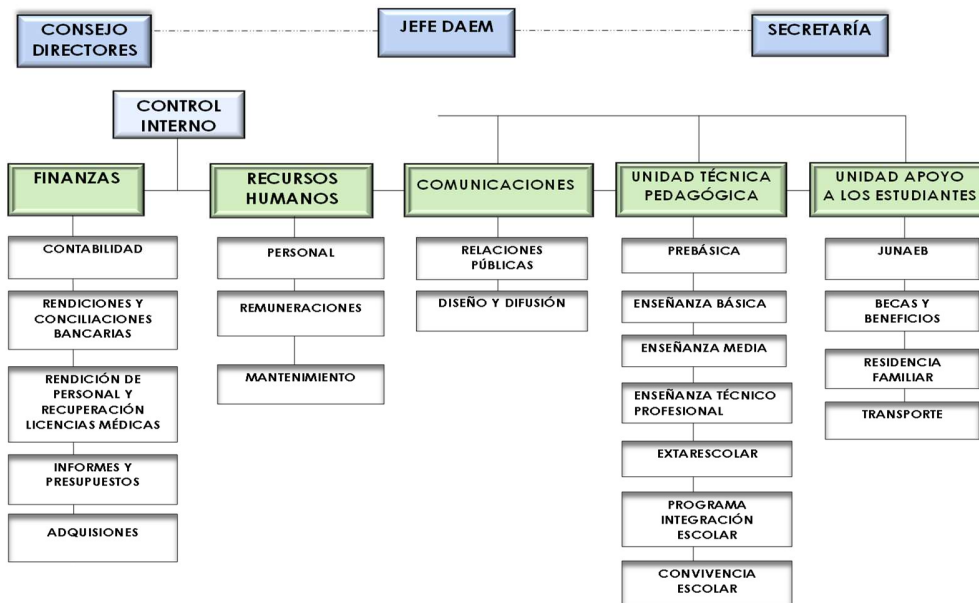 CONSEJO
DIRECTORES
JEFE DAEM
SECRETARÍA
CONTROL
INTERNO
FINANZAS
CONTABILIDAD
RENDICIONES Y
CONCILIACIONES
BANCARIAS
RENDICIÓN DE
PERSONAL Y
RECUPERACIÓN
LICENCIAS MÉDICAS
INFORMES Y
PRESUPUESTOS
ADQUISIONES
RECURSOS
HUMANOS
PERSONAL
REMUNERACIONES
MANTENIMIENTO
COMUNICACIONES
RELACIONES
PÚBLICAS
DISEÑO Y DIFUSIÓN
UNIDAD TÉCNICA
PEDAGÓGICA
PREBÁSICA
ENSEÑANZA BÁSICA
ENSEÑANZA MEDIA
ENSEÑANZA TÉCNICO
PROFESIONAL
EXTARESCOLAR
PROGRAMA
INTEGRACIÓN
ESCOLAR
CONVIVENCIA
ESCOLAR
UNIDAD APOYO
A LOS ESTUDIANTES
JUNAEB
BECAS Y
BENEFICIOS
RESIDENCIA
FAMILIAR
TRANSPORTE